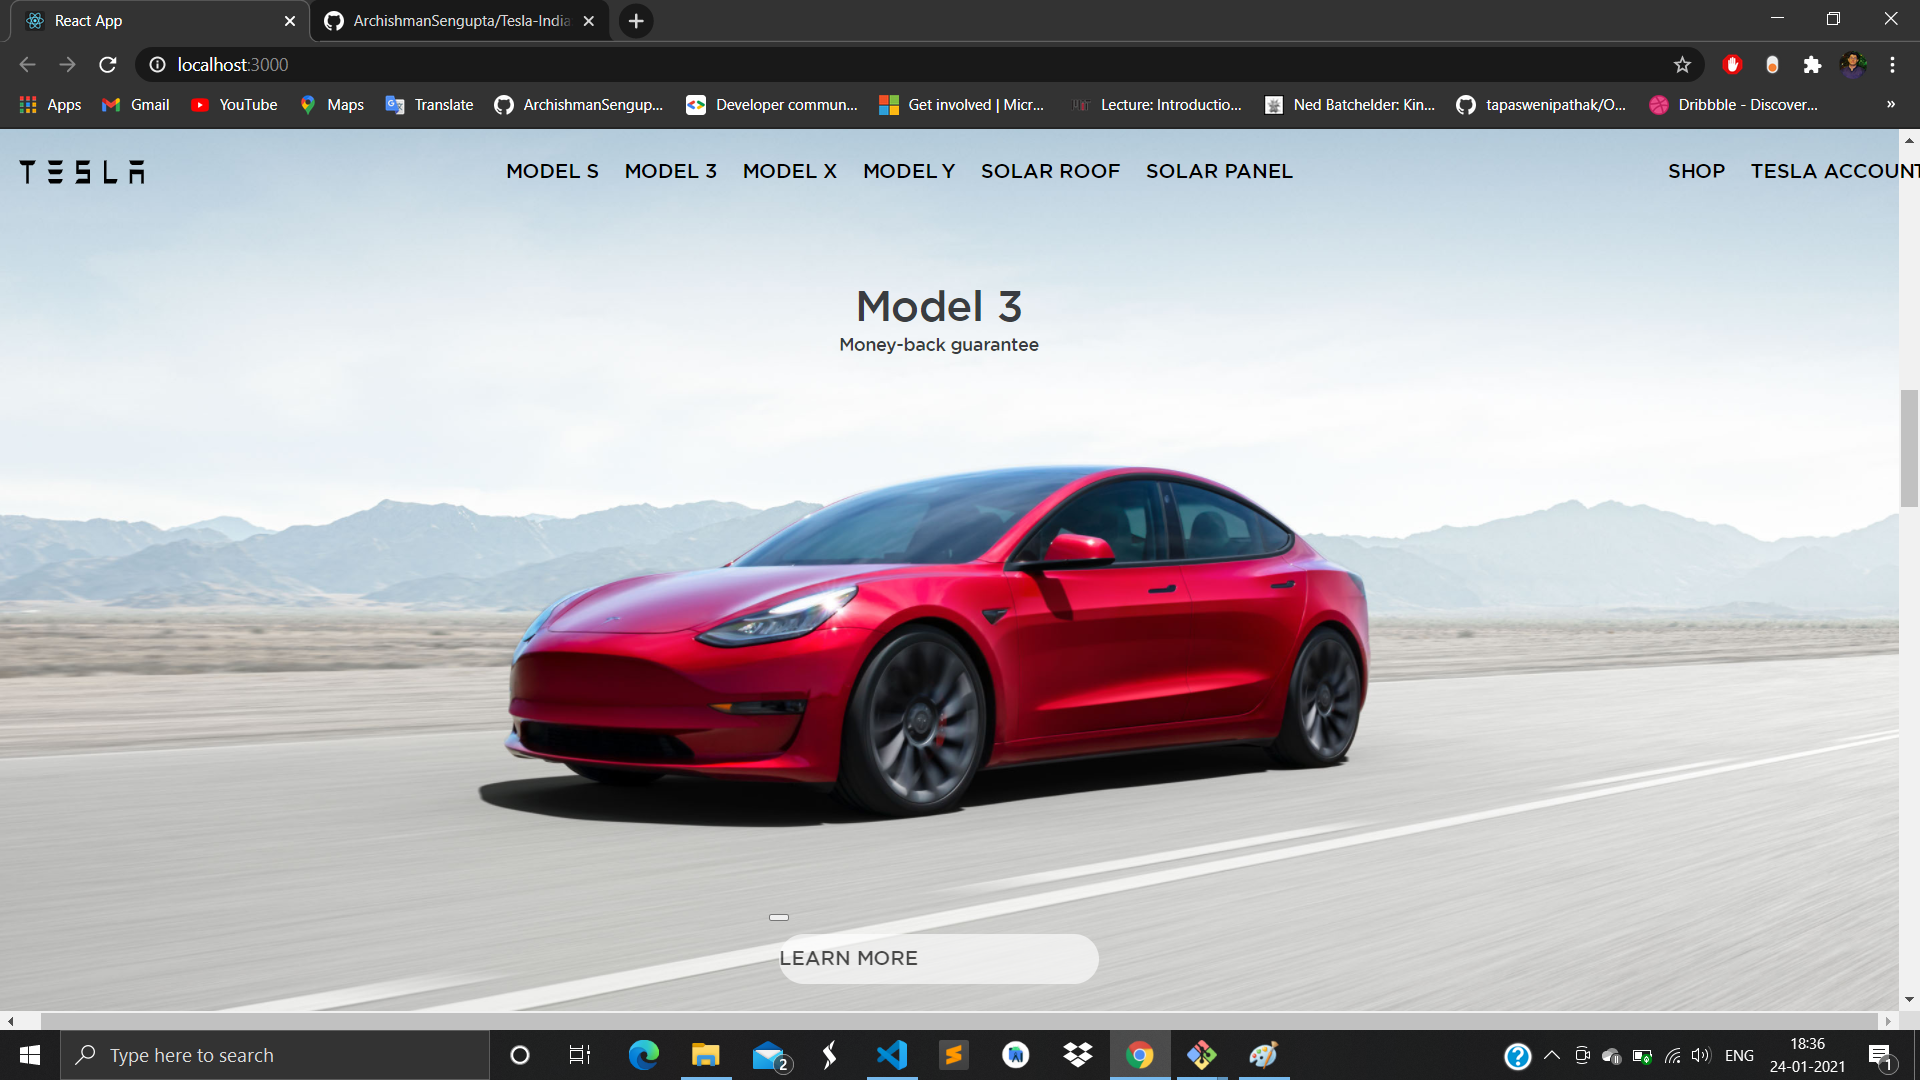 React App
ArchishmanSengupta/Tesla-India
localhost:3000
Apps
Gmail
YouTube
Maps
Translate
ArchishmanSengup...
Developer commun...
Get involved | Micr...
Lecture: Introductio...
Ned Batchelder: Kin...
tapaswenipathak/O...
Dribbble - Discover...
»
TESLA
MODEL S MODEL 3 MODEL X MODEL Y SOLAR ROOF SOLAR PANEL
SHOP TESLA ACCOUNT
Model 3
Money-back guarantee
LEARN MORE
Type here to search
2
ENG
18:36
24-01-2021
1